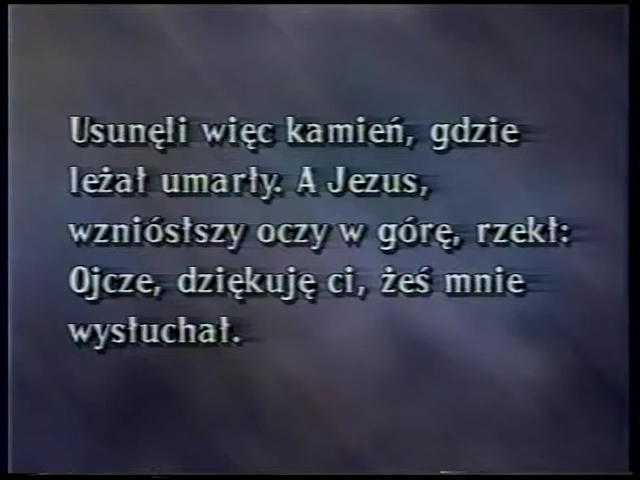 Usunęli więc kamień, gdzie
leżał umarły. A Jezus,
wzniósłszy oczy w górę, rzekł:
Ojcze, dziękuję ci, żeś mnie
wysłuchał.